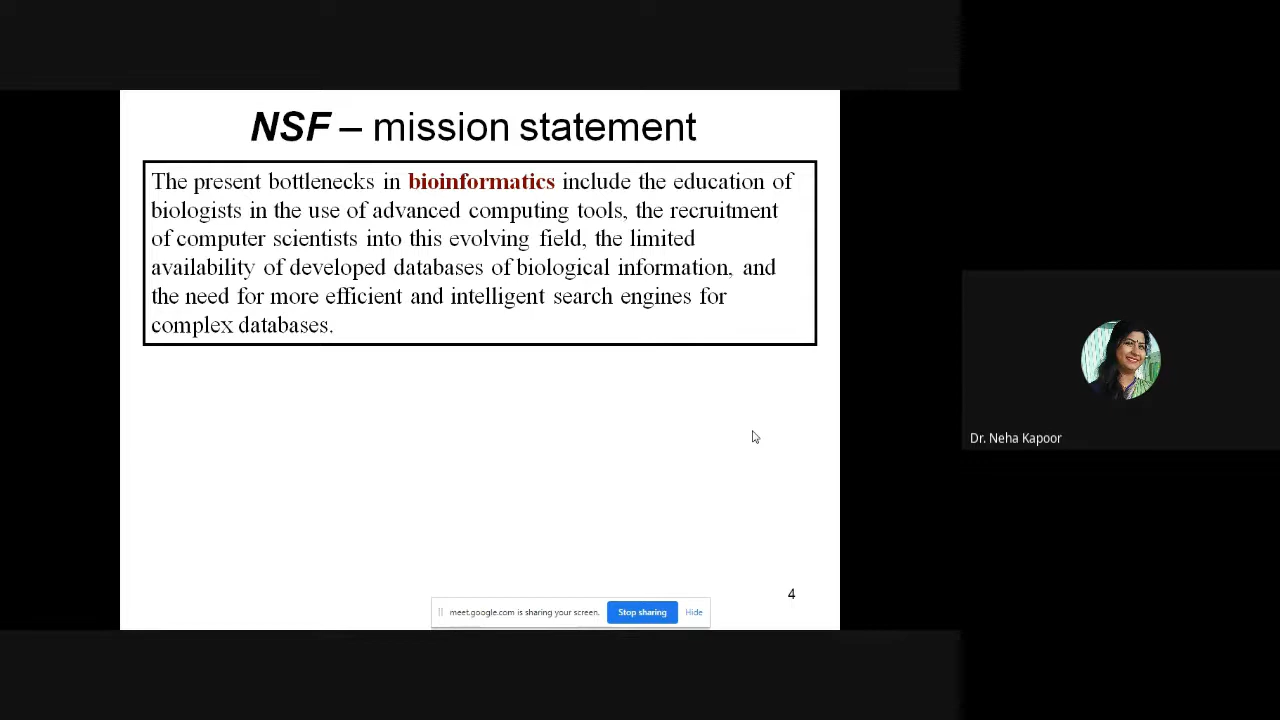 NSF – mission statement
The present bottlenecks in bioinformatics include the education of
biologists in the use of advanced computing tools, the recruitment
of computer scientists into this evolving field, the limited
availability of developed databases of biological information, and
the need for more efficient and intelligent search engines for
complex databases.
Dr. Neha Kapoor
4
meet.google.com is sharing your screen. Stop sharing Hide